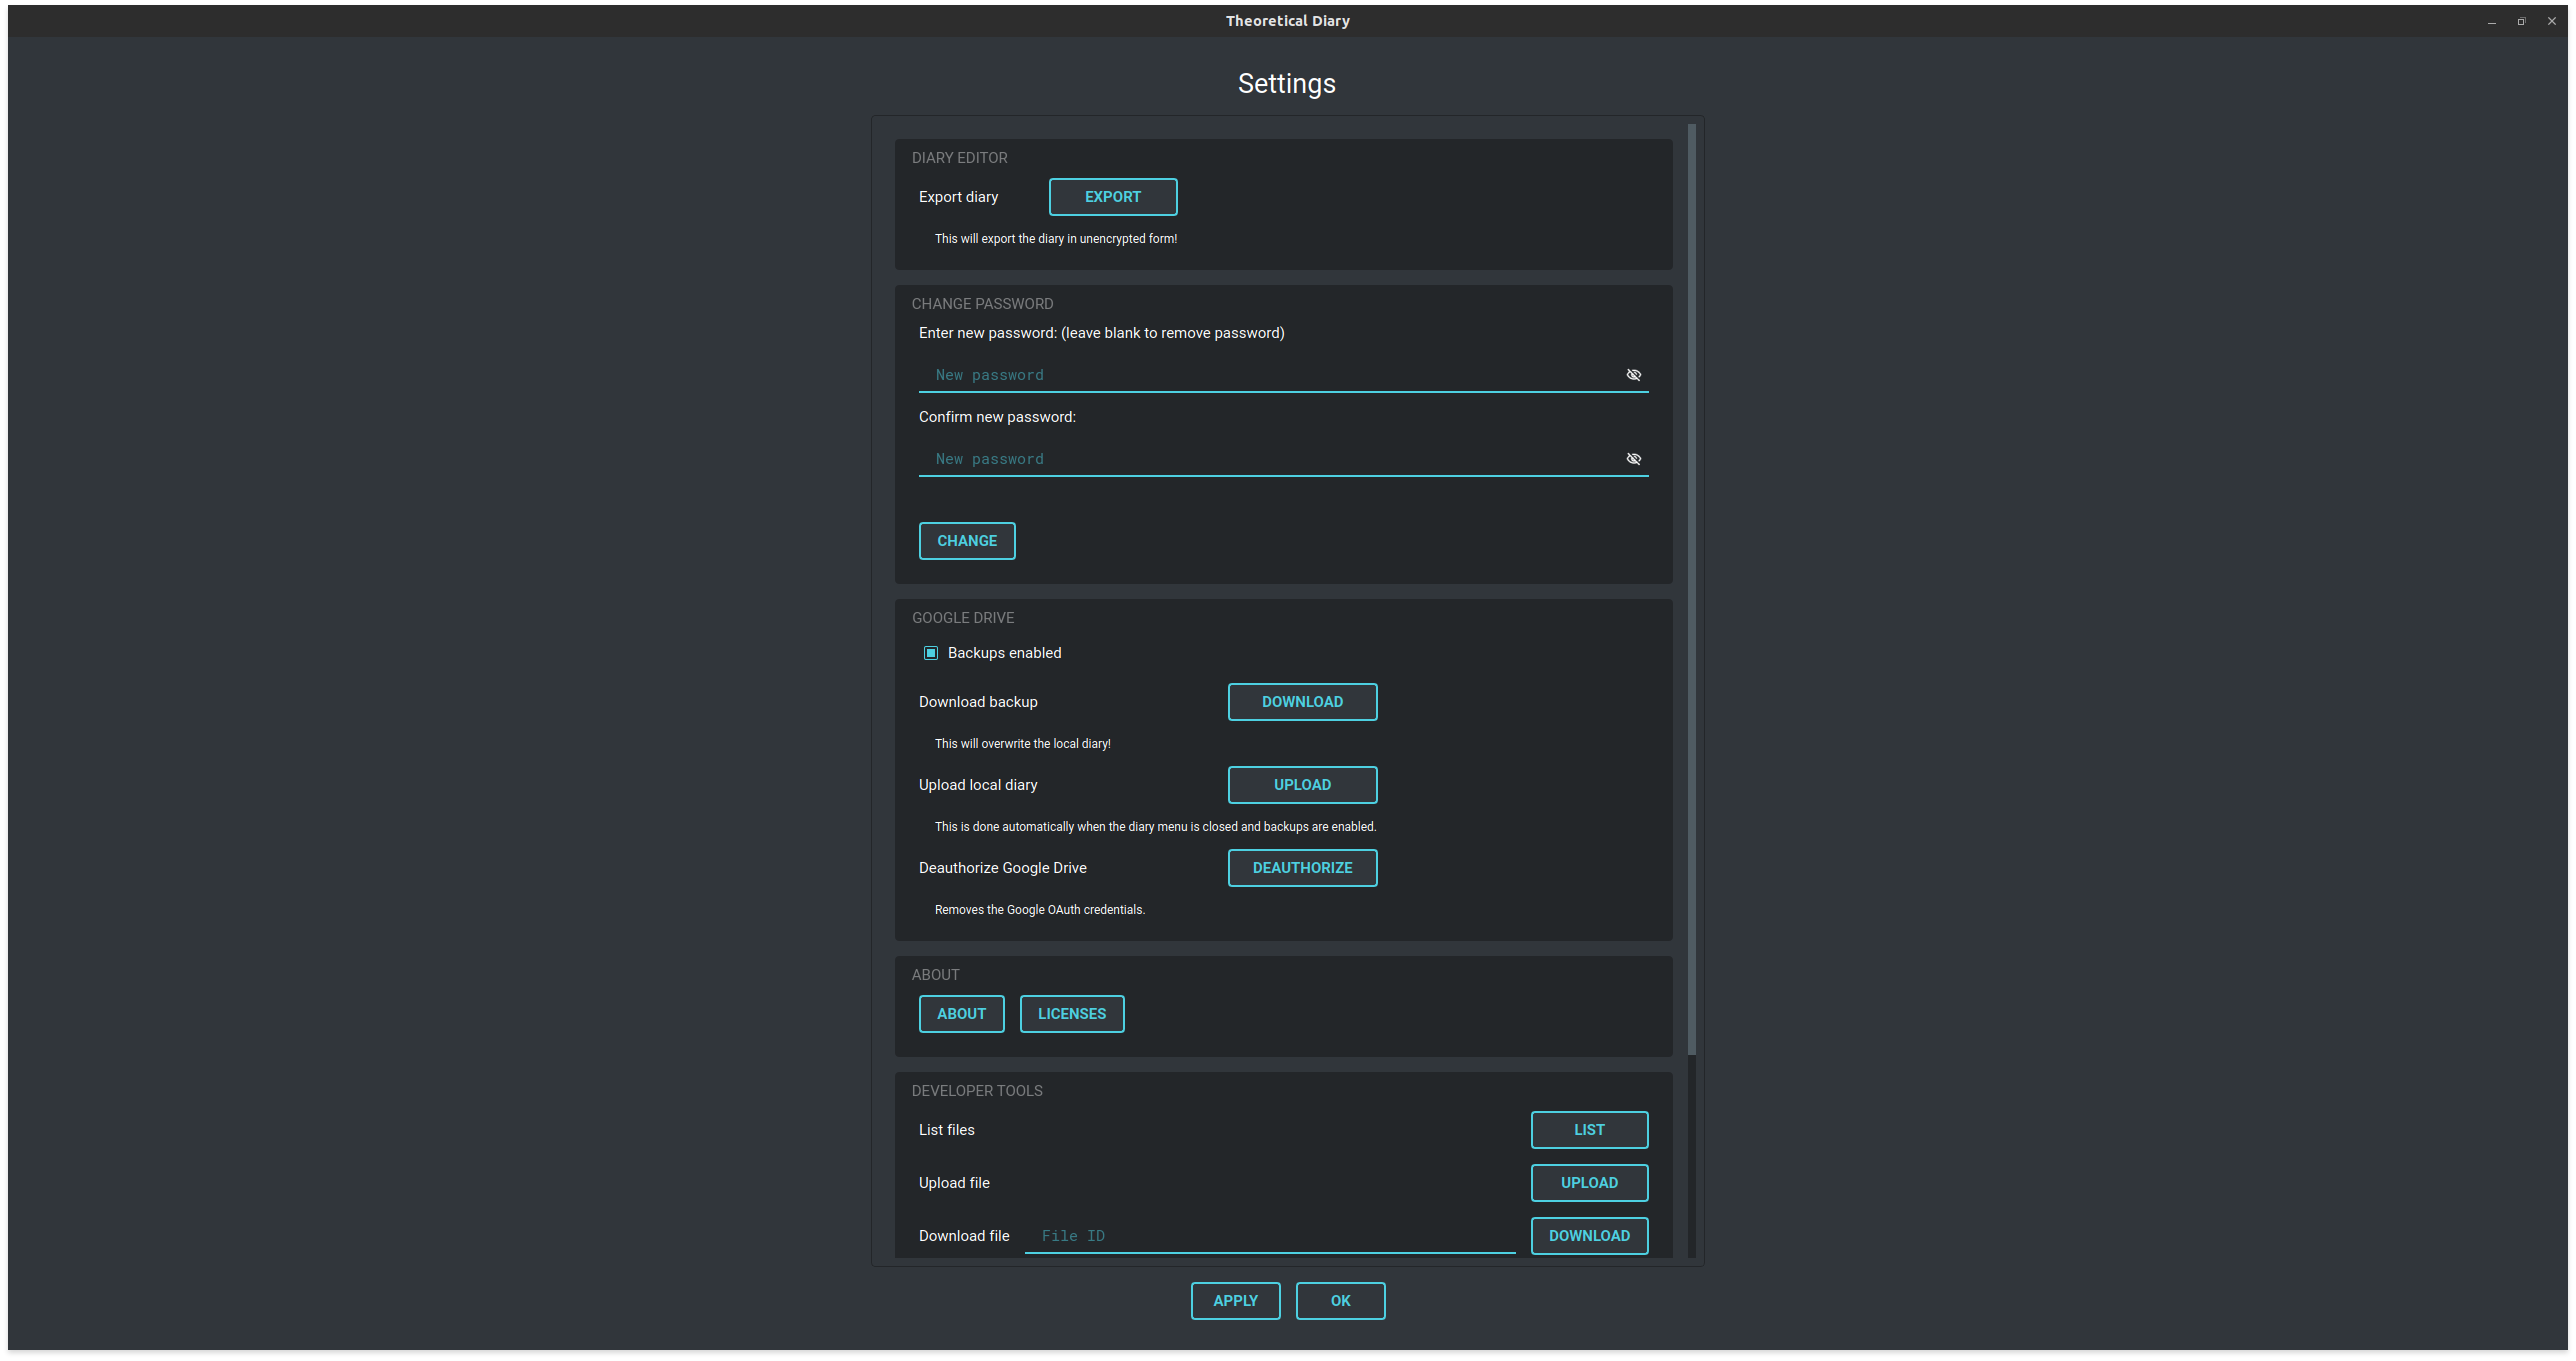 Theoretical Diary
Settings
DIARY EDITOR
Export diary EXPORT
This will export the diary in unencrypted form!
CHANGE PASSWORD
Enter new password: (leave blank to remove password)
New password
Confirm new password:
New password
CHANGE
GOOGLE DRIVE
Backups enabled
Download backup DOWNLOAD
This will overwrite the local diary!
Upload local diary UPLOAD
This is done automatically when the diary menu is closed and backups are enabled.
Deauthorize Google Drive DEAUTHORIZE
Removes the Google OAuth credentials.
ABOUT
ABOUT LICENSES
DEVELOPER TOOLS
List files LIST
Upload file UPLOAD
Download file File ID DOWNLOAD
APPLY OK